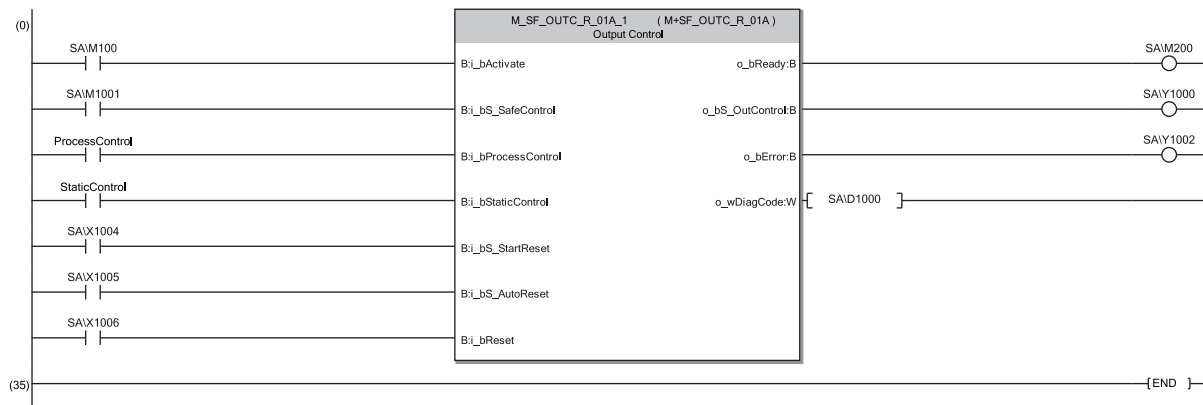 (0)
M_SF_OUTC_R_01A_1 ( M+SF_OUTC_R_01A )
Output Control
SA\M100
B:i_bActivate
o_bReady:B
SA\M200
SA\M1001
B:i_bS_SafeControl
o_bS_OutControl:B
SA\Y1000
ProcessControl
B:i_bProcessControl
o_bError:B
SA\Y1002
StaticControl
B:i_bStaticControl
o_wDiagCode:W
SA\D1000
SA\X1004
B:i_bS_StartReset
SA\X1005
B:i_bS_AutoReset
SA\X1006
B:i_bReset
(35)
[END ]